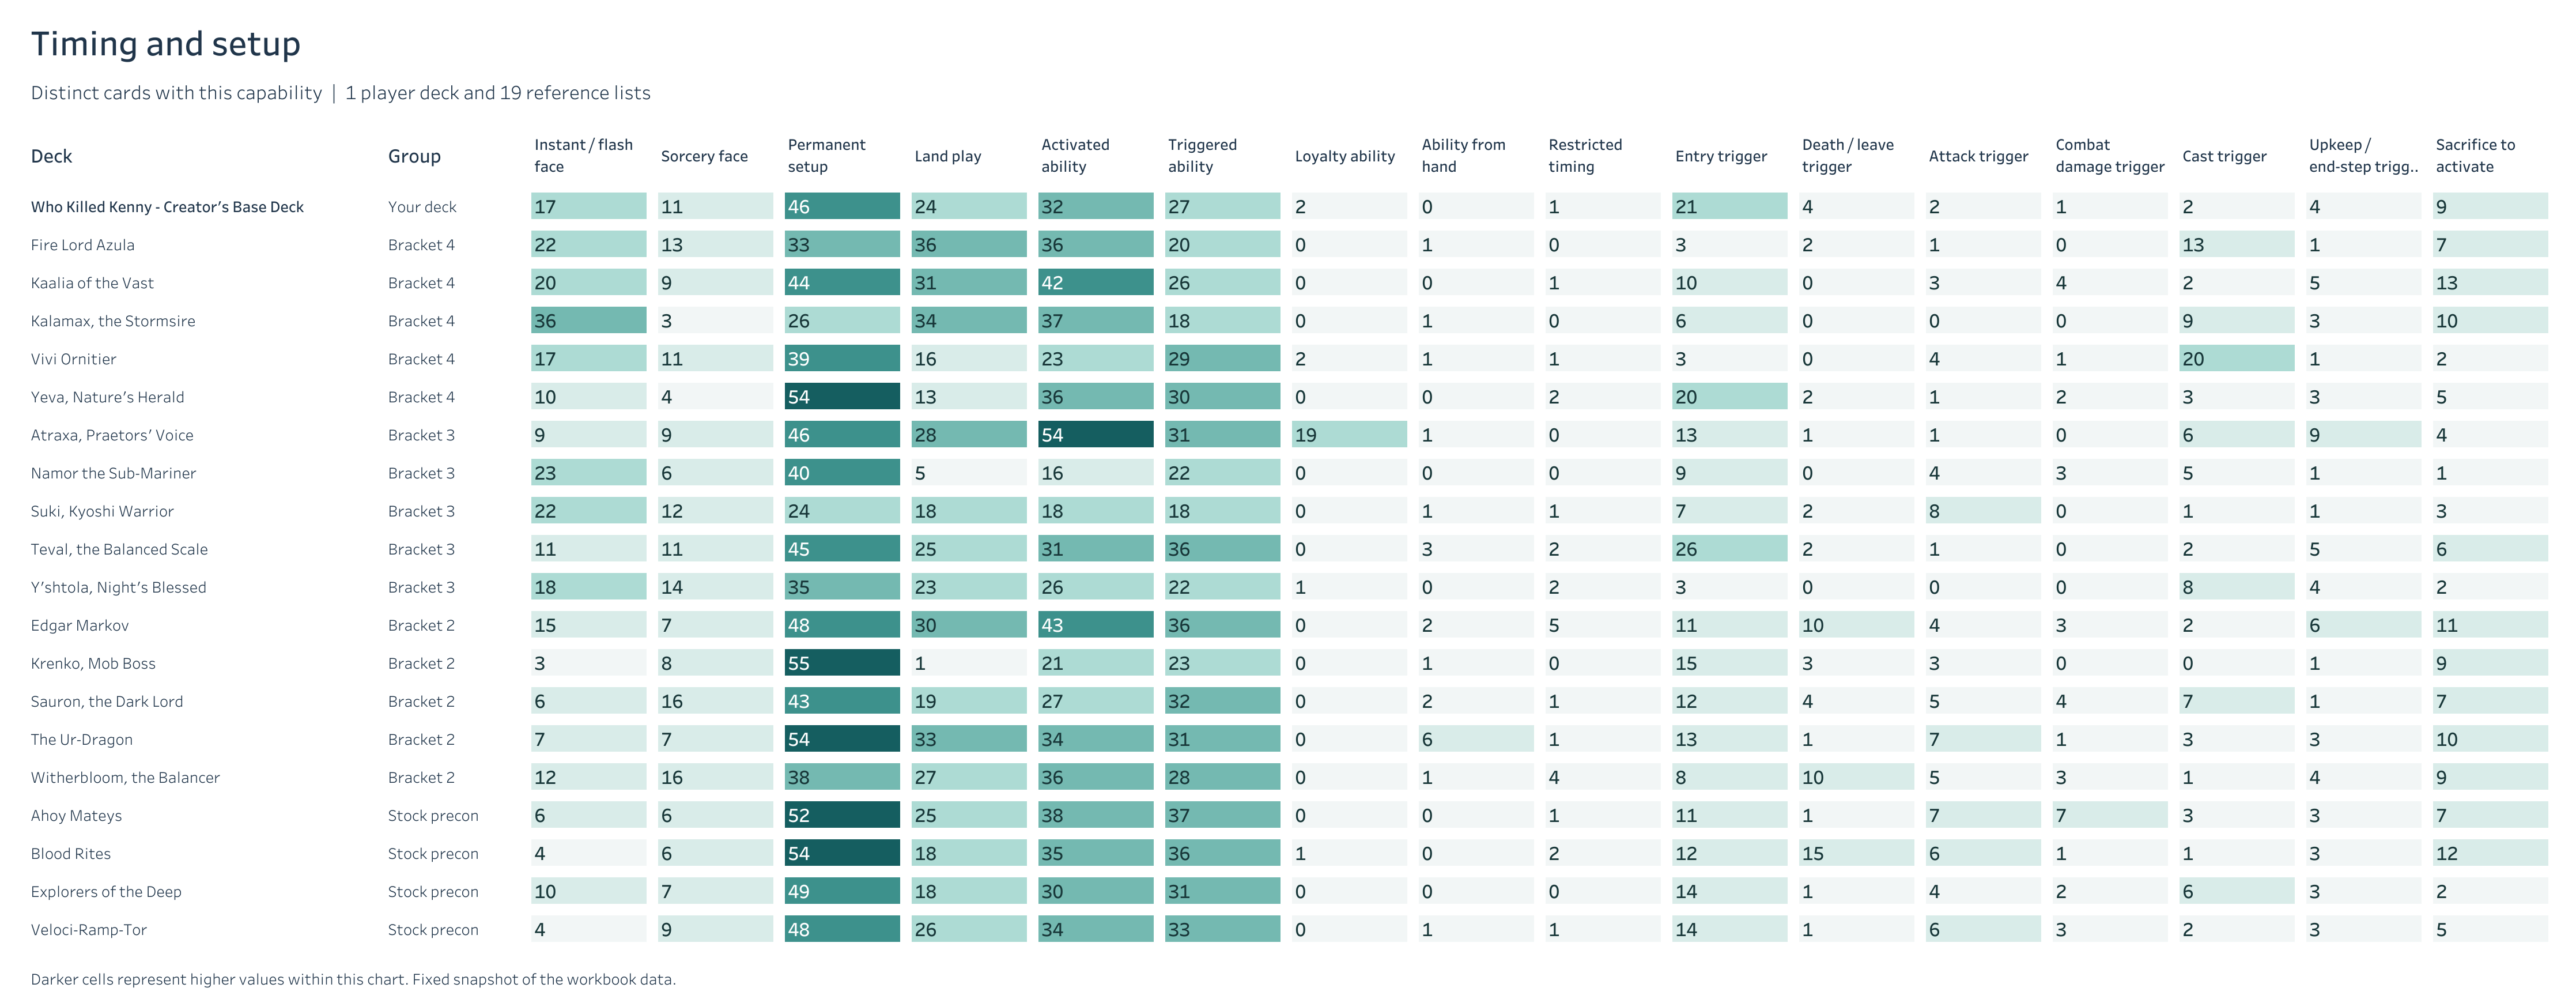 Timing and setup
Distinct cards with this capability | 1 player deck and 19 reference lists
Deck Group Instant / flash face Sorcery face Permanent setup Land play Activated ability Triggered ability Loyalty ability Ability from hand Restricted timing Entry trigger Death / leave trigger Attack trigger Combat damage trigger Cast trigger Upkeep / end-step trigg.. Sacrifice to activate
Who Killed Kenny - Creator’s Base Deck Your deck 17 11 46 24 32 27 2 0 1 21 4 2 1 2 4 9
Fire Lord Azula Bracket 4 22 13 33 36 36 20 0 1 0 3 2 1 0 13 1 7
Kaalia of the Vast Bracket 4 20 9 44 31 42 26 0 0 1 10 0 3 4 2 5 13
Kalamax, the Stormsire Bracket 4 36 3 26 34 37 18 0 1 0 6 0 0 0 9 3 10
Vivi Ornitier Bracket 4 17 11 39 16 23 29 2 1 1 3 0 4 1 20 1 2
Yeva, Nature’s Herald Bracket 4 10 4 54 13 36 30 0 0 2 20 2 1 2 3 3 5
Atraxa, Praetors’ Voice Bracket 3 9 9 46 28 54 31 19 1 0 13 1 1 0 6 9 4
Namor the Sub-Mariner Bracket 3 23 6 40 5 16 22 0 0 0 9 0 4 3 5 1 1
Suki, Kyoshi Warrior Bracket 3 22 12 24 18 18 18 0 1 1 7 2 8 0 1 1 3
Teval, the Balanced Scale Bracket 3 11 11 45 25 31 36 0 3 2 26 2 1 0 2 5 6
Y’shtola, Night’s Blessed Bracket 3 18 14 35 23 26 22 1 0 2 3 0 0 0 8 4 2
Edgar Markov Bracket 2 15 7 48 30 43 36 0 2 5 11 10 4 3 2 6 11
Krenko, Mob Boss Bracket 2 3 8 55 1 21 23 0 1 0 15 3 3 0 0 1 9
Sauron, the Dark Lord Bracket 2 6 16 43 19 27 32 0 2 1 12 4 5 4 7 1 7
The Ur-Dragon Bracket 2 7 7 54 33 34 31 0 6 1 13 1 7 1 3 3 10
Witherbloom, the Balancer Bracket 2 12 16 38 27 36 28 0 1 4 8 10 5 3 1 4 9
Ahoy Mateys Stock precon 6 6 52 25 38 37 0 0 1 11 1 7 7 3 3 7
Blood Rites Stock precon 4 6 54 18 35 36 1 0 2 12 15 6 1 1 3 12
Explorers of the Deep Stock precon 10 7 49 18 30 31 0 0 0 14 1 4 2 6 3 2
Veloci-Ramp-Tor Stock precon 4 9 48 26 34 33 0 1 1 14 1 6 3 2 3 5
Darker cells represent higher values within this chart. Fixed snapshot of the workbook data.